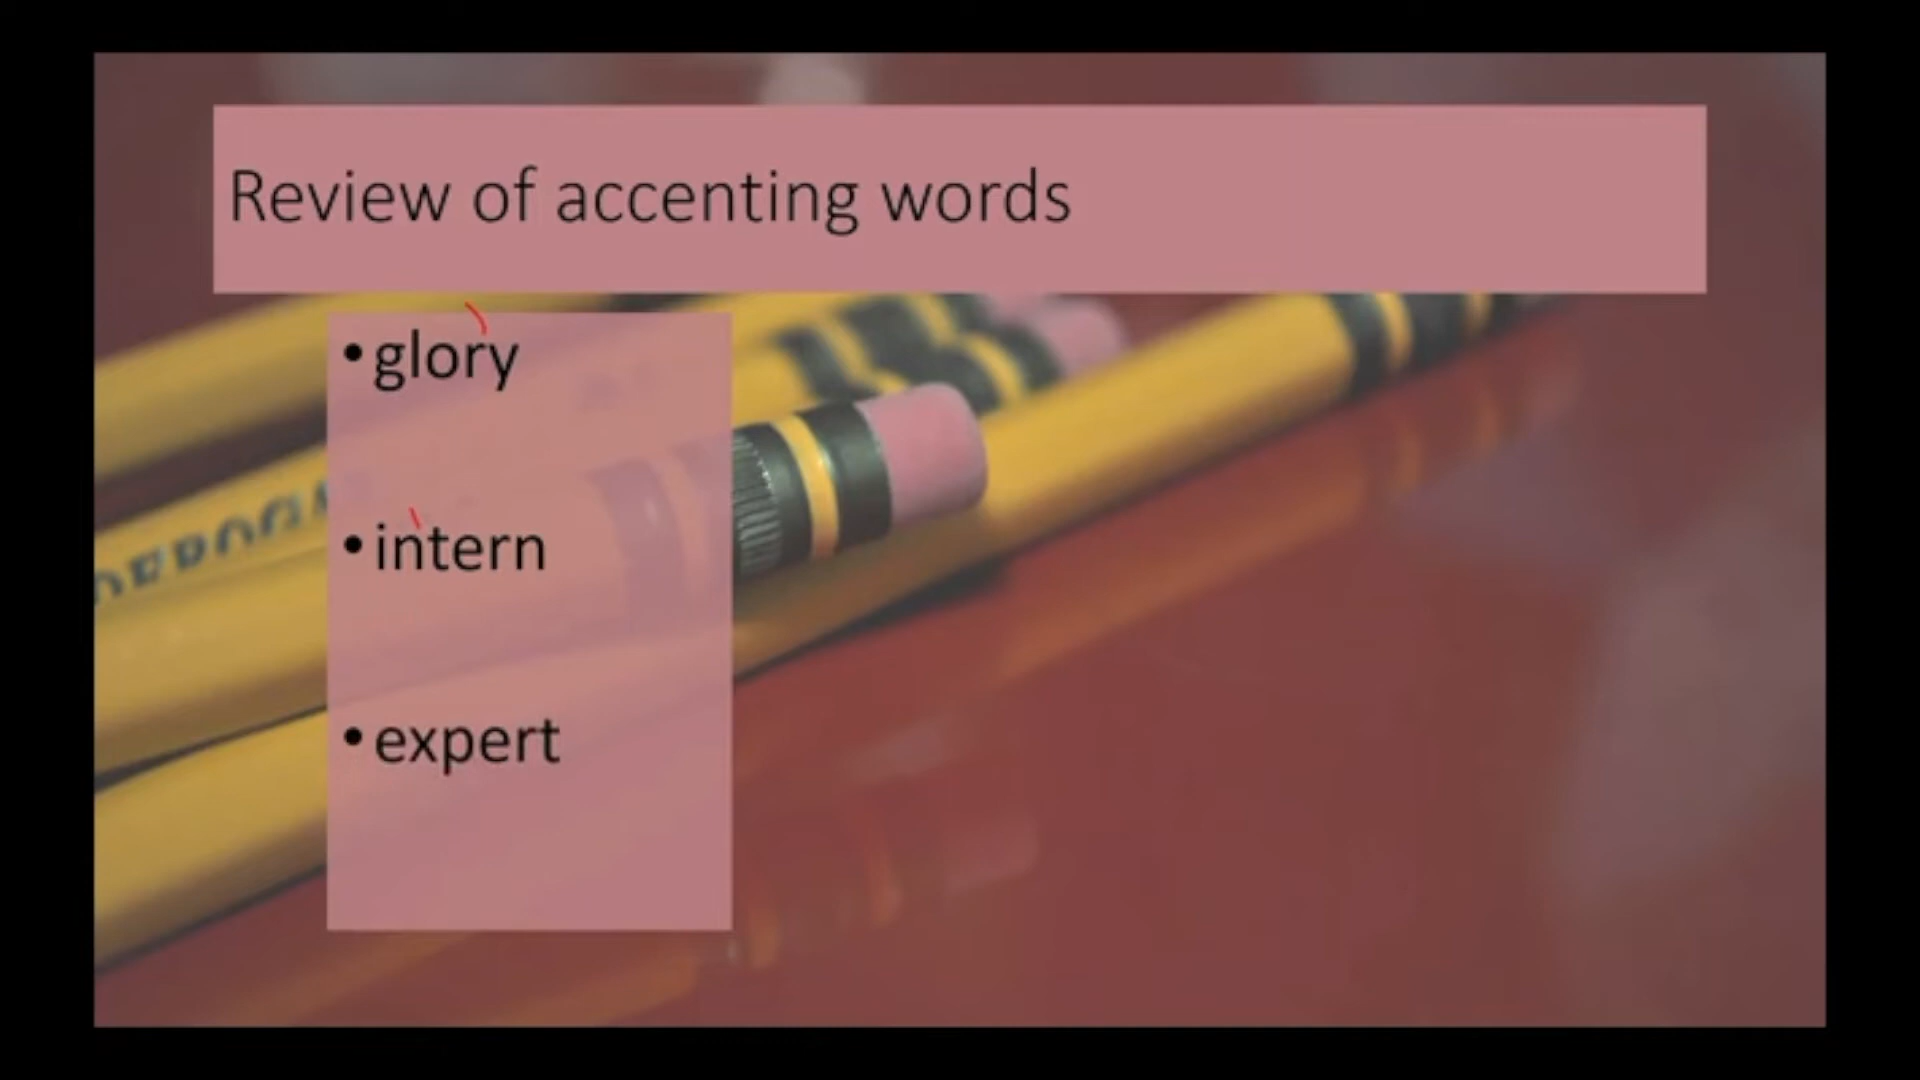 Review of accenting words
•glory
•intern
•expert